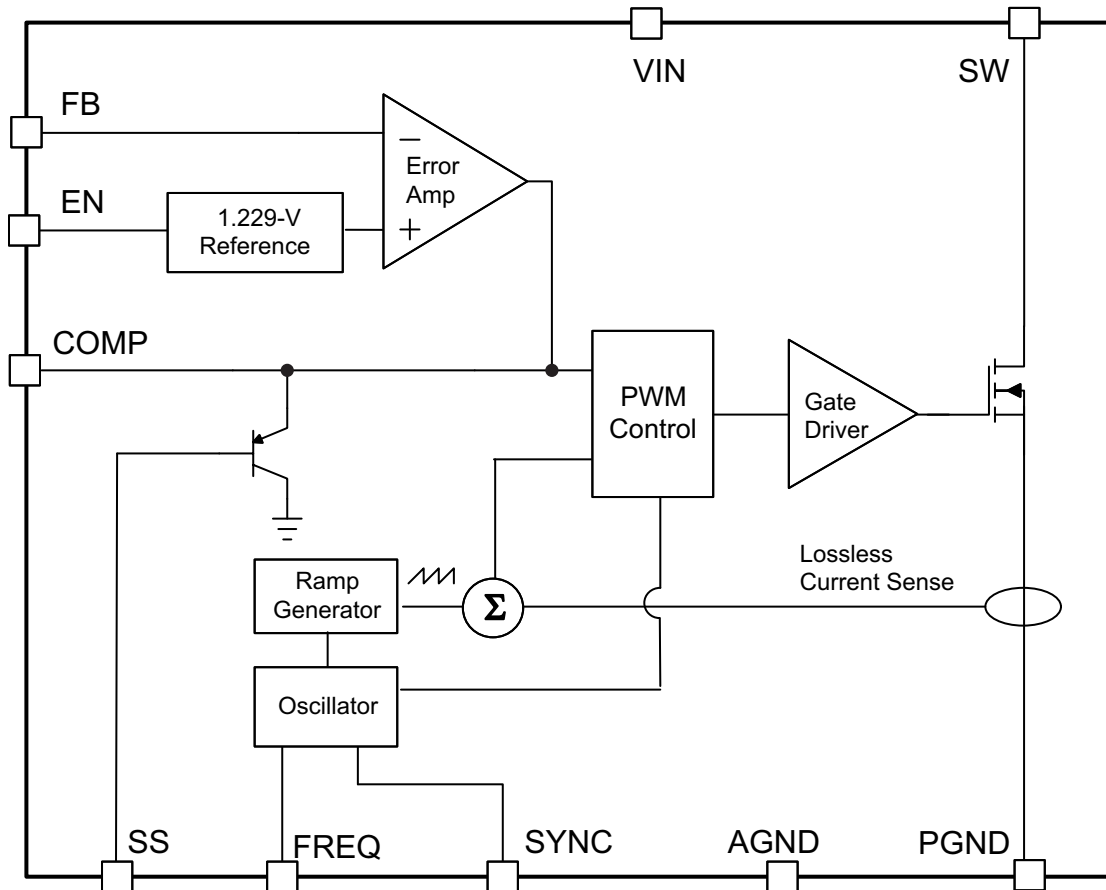 VIN
SW
FB
−
Error
Amp
+
EN
1.229-V
Reference
COMP
PWM
Control
Gate
Driver
Lossless
Current Sense
Ramp
Generator
Σ
Oscillator
SS
FREQ
SYNC
AGND
PGND